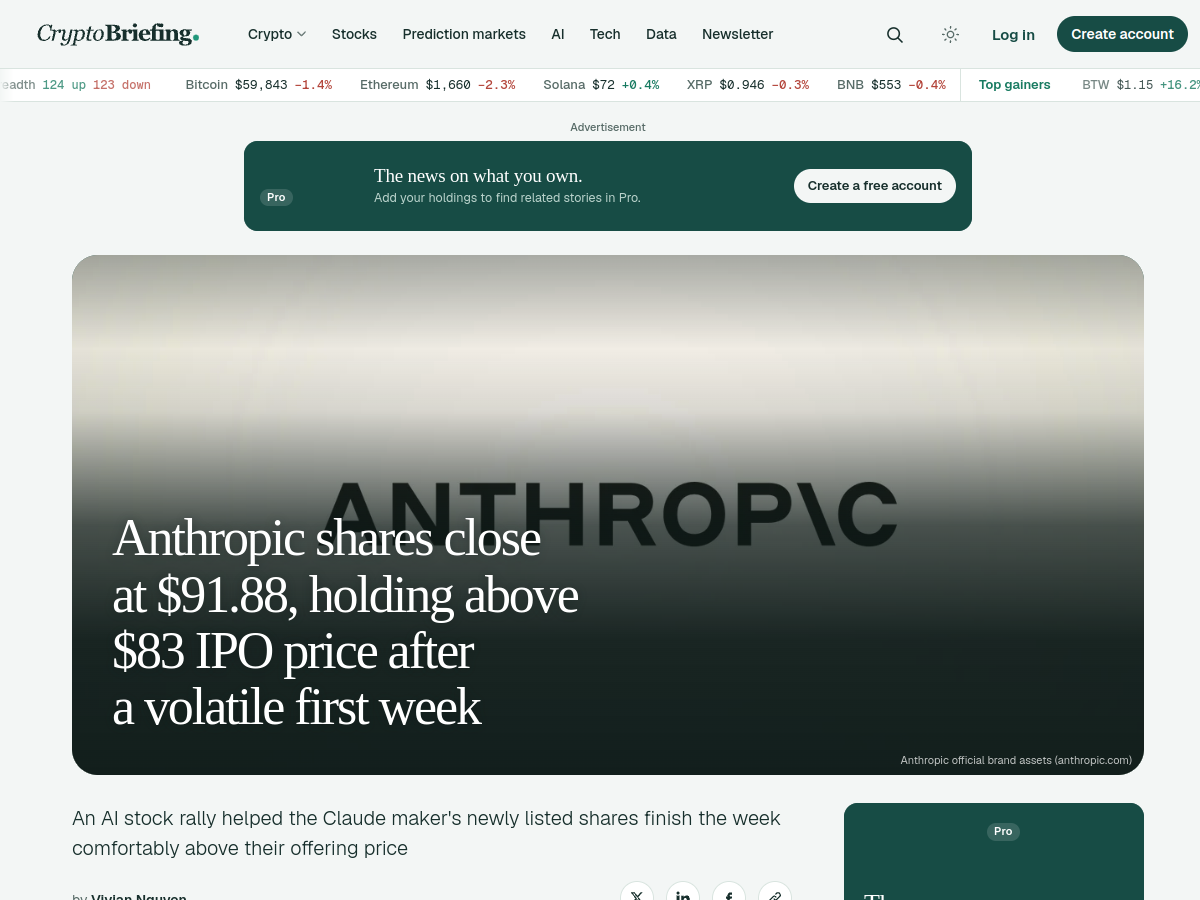 CryptoBriefing.
Crypto
Stocks
Prediction markets
AI
Tech
Data
Newsletter
Log in
Create account
eadth 124 up 123 down
Bitcoin $59,843 −1.4%
Ethereum $1,660 −2.3%
Solana $72 +0.4%
XRP $0.946 −0.3%
BNB $553 −0.4%
Top gainers
BTW $1.15 +16.2%
Advertisement
Pro
The news on what you own.
Add your holdings to find related stories in Pro.
Create a free account
ANTHROP\C
Anthropic shares close
at $91.88, holding above
$83 IPO price after
a volatile first week
Anthropic official brand assets (anthropic.com)
An AI stock rally helped the Claude maker's newly listed shares finish the week
comfortably above their offering price
by Vivian Nguyen
Pro